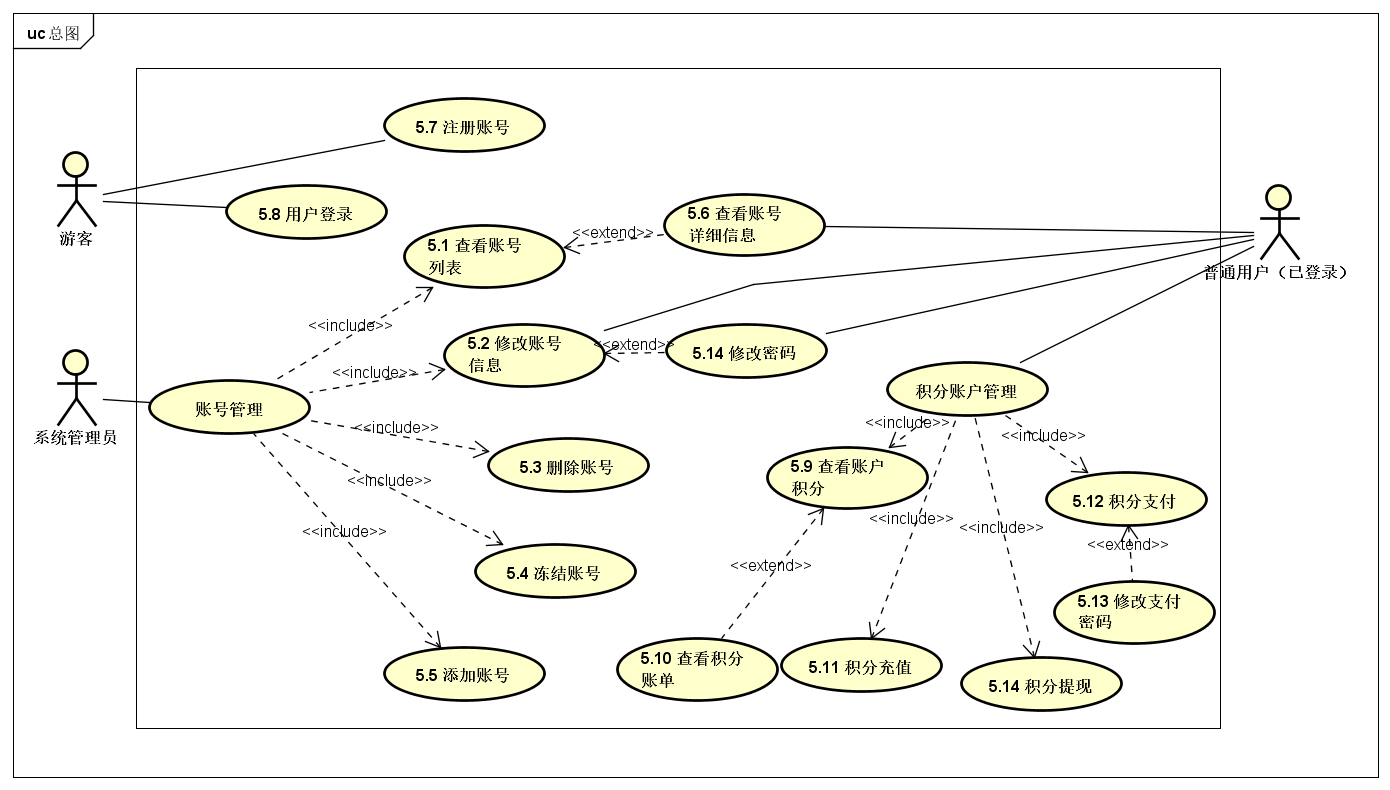 uc 总图
5.7 注册账号
游客
5.8 用户登录
5.1 查看账号
列表
<<extend>>
5.6 查看账号
详细信息
普通用户（已登录）
<<include>>
5.2 修改账号
信息
<<extend>>
5.14 修改密码
<<include>>
系统管理员
账号管理
积分账户管理
<<include>>
5.3 删除账号
<<include>>
<<include>>
5.9 查看账户
积分
<<include>>
5.12 积分支付
<<include>>
<<include>>
<<include>>
<<extend>>
5.4 冻结账号
<<extend>>
5.13 修改支付
密码
5.5 添加账号
5.10 查看积分
账单
5.11 积分充值
5.14 积分提现